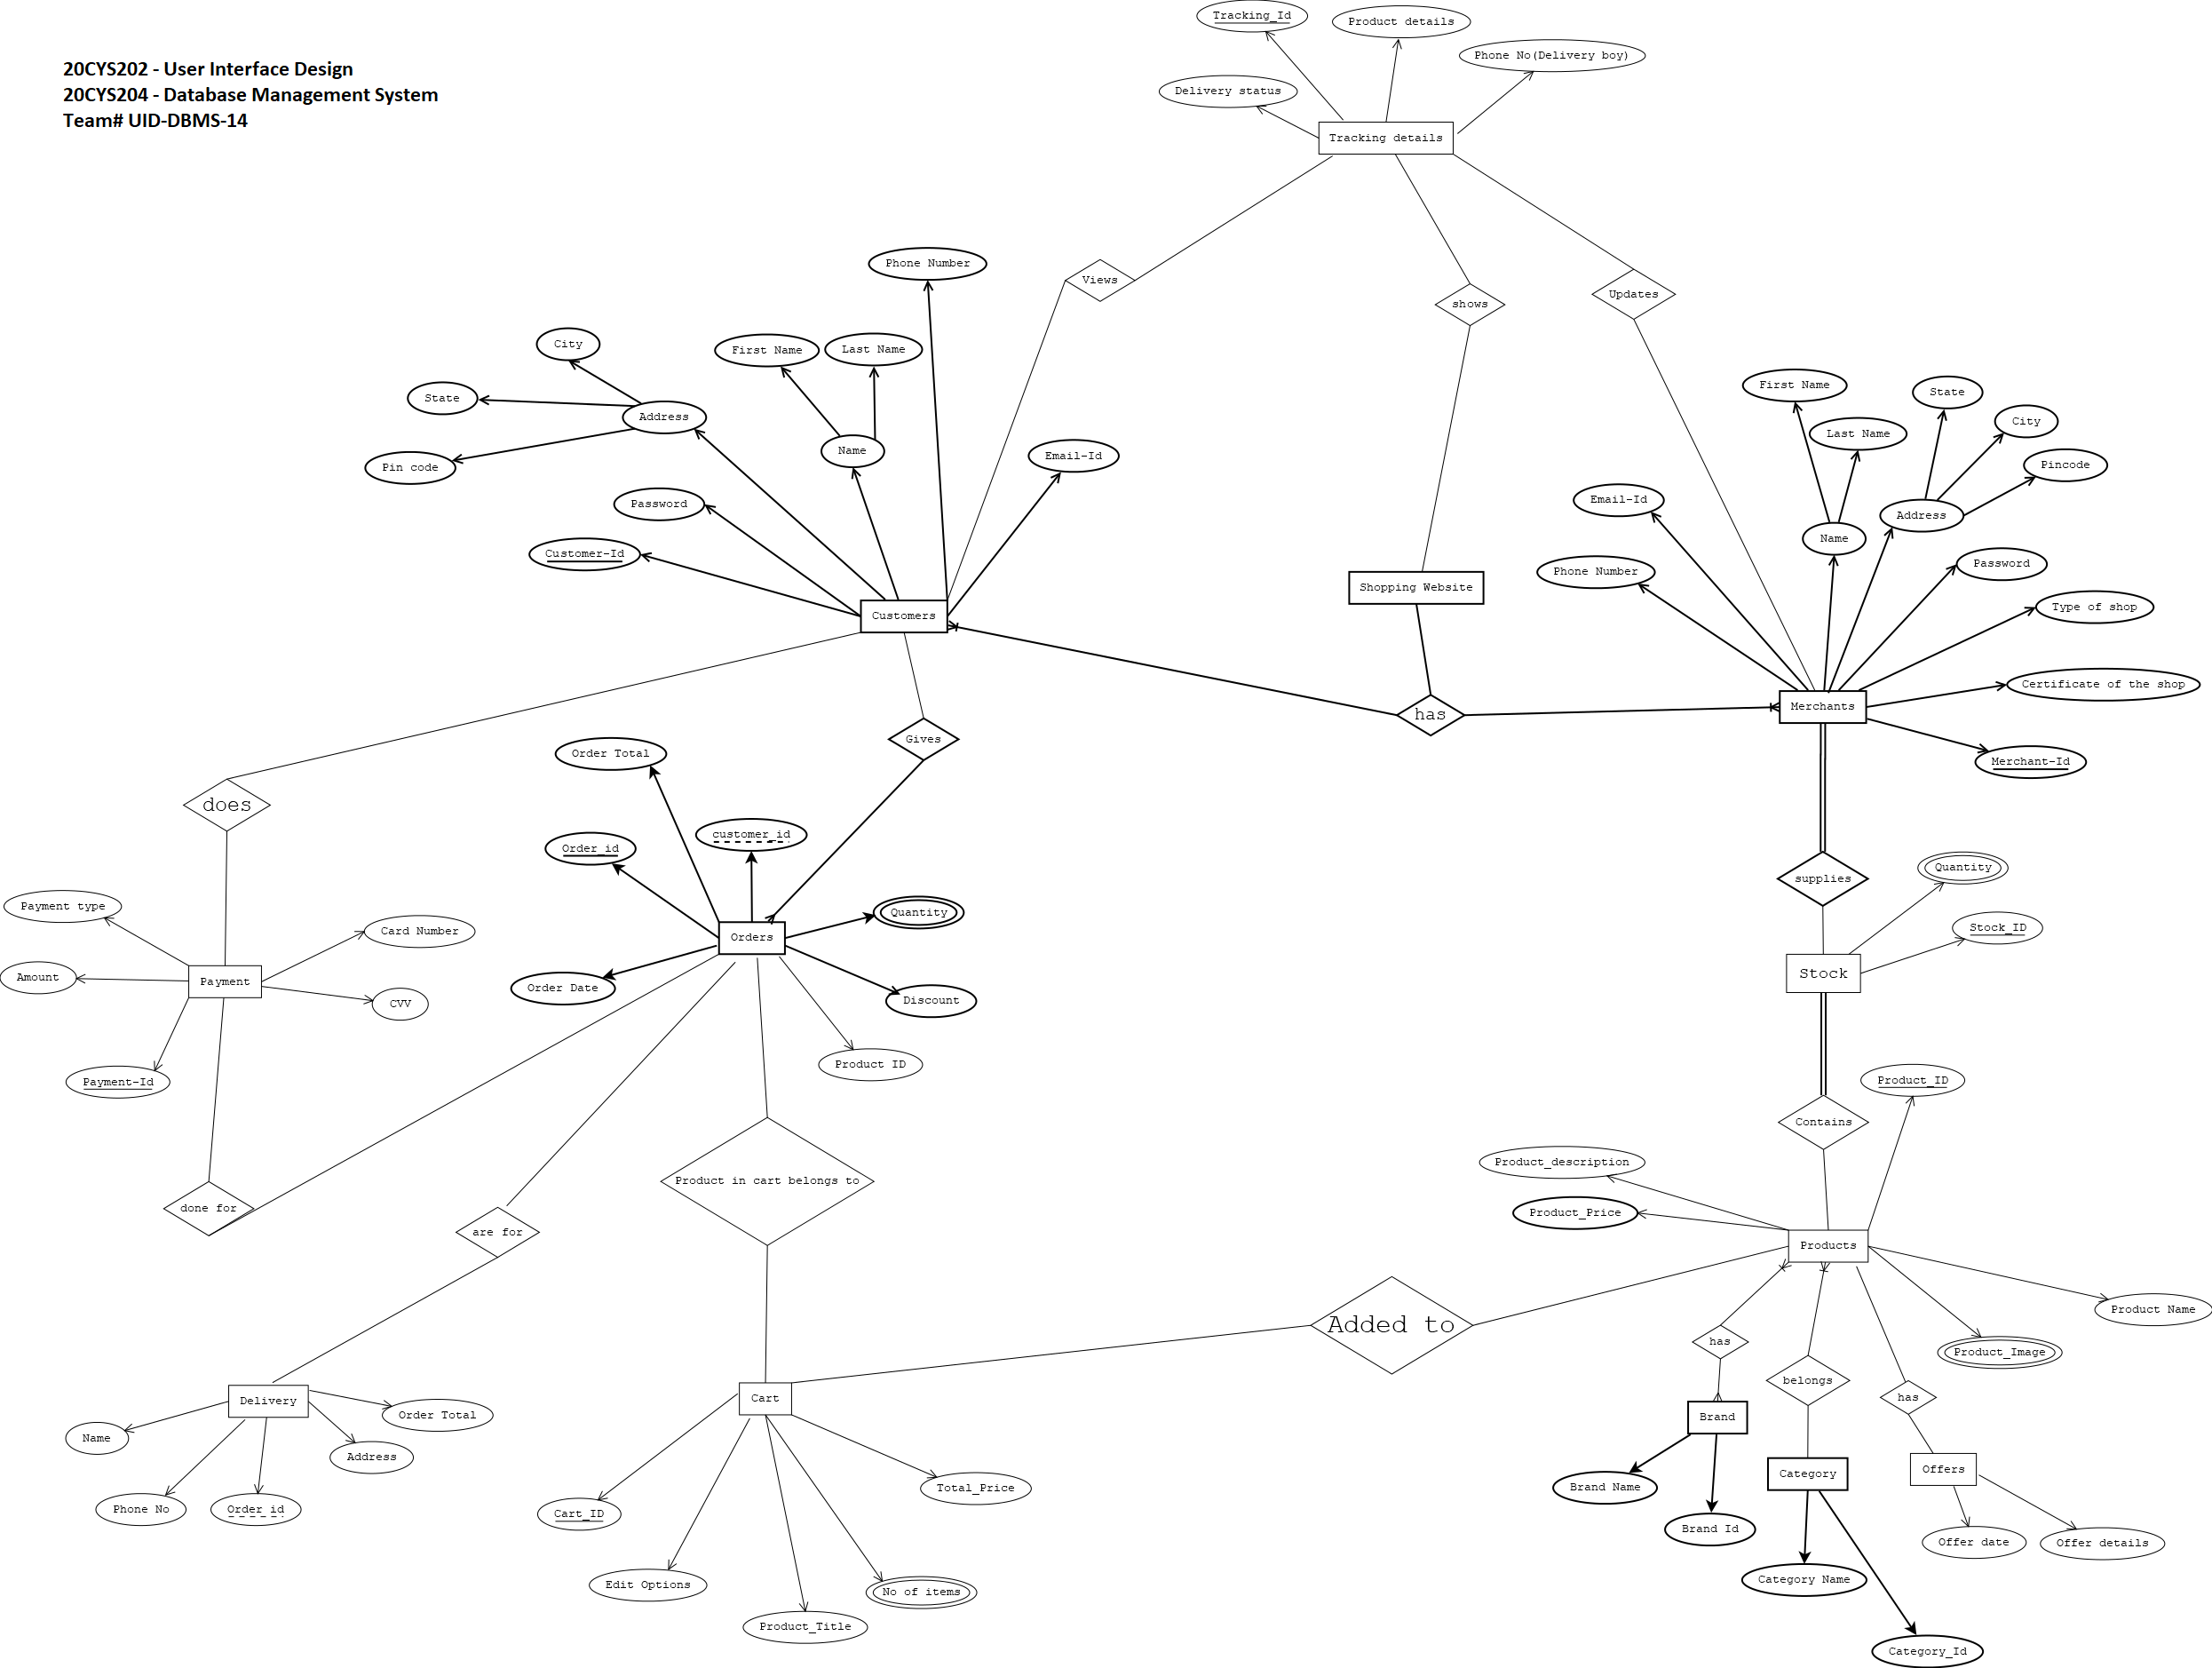 Tracking_Id
Product details
Phone No(Delivery boy)
20CYS202 - User Interface Design
20CYS204 - Database Management System
Team# UID-DBMS-14
Delivery status
Tracking details
Phone Number
Views
Updates
shows
City
First Name
Last Name
State
Address
Name
Pin code
Email-Id
Password
Customer-Id
First Name
State
City
Last Name
Pincode
Email-Id
Address
Name
Phone Number
Password
Shopping Website
Type of shop
Customers
Certificate of the shop
has
Merchants
Merchant-Id
Gives
Order Total
does
customer_id
Order_id
supplies
Quantity
Quantity
Stock_ID
Payment type
Card Number
Orders
Stock
Amount
Payment
CVV
Order Date
Discount
Product ID
Payment-Id
Product_ID
Contains
Product_description
Product in cart belongs to
done for
Product_Price
are for
Products
Added to
Product Name
has
Product_Image
belongs
has
Delivery
Cart
Order Total
Brand
Name
Address
Category
Offers
Total_Price
Brand Name
Phone No
Order_id
Cart_ID
Brand Id
Offer date
Offer details
Edit Options
No of items
Category Name
Product_Title
Category_Id